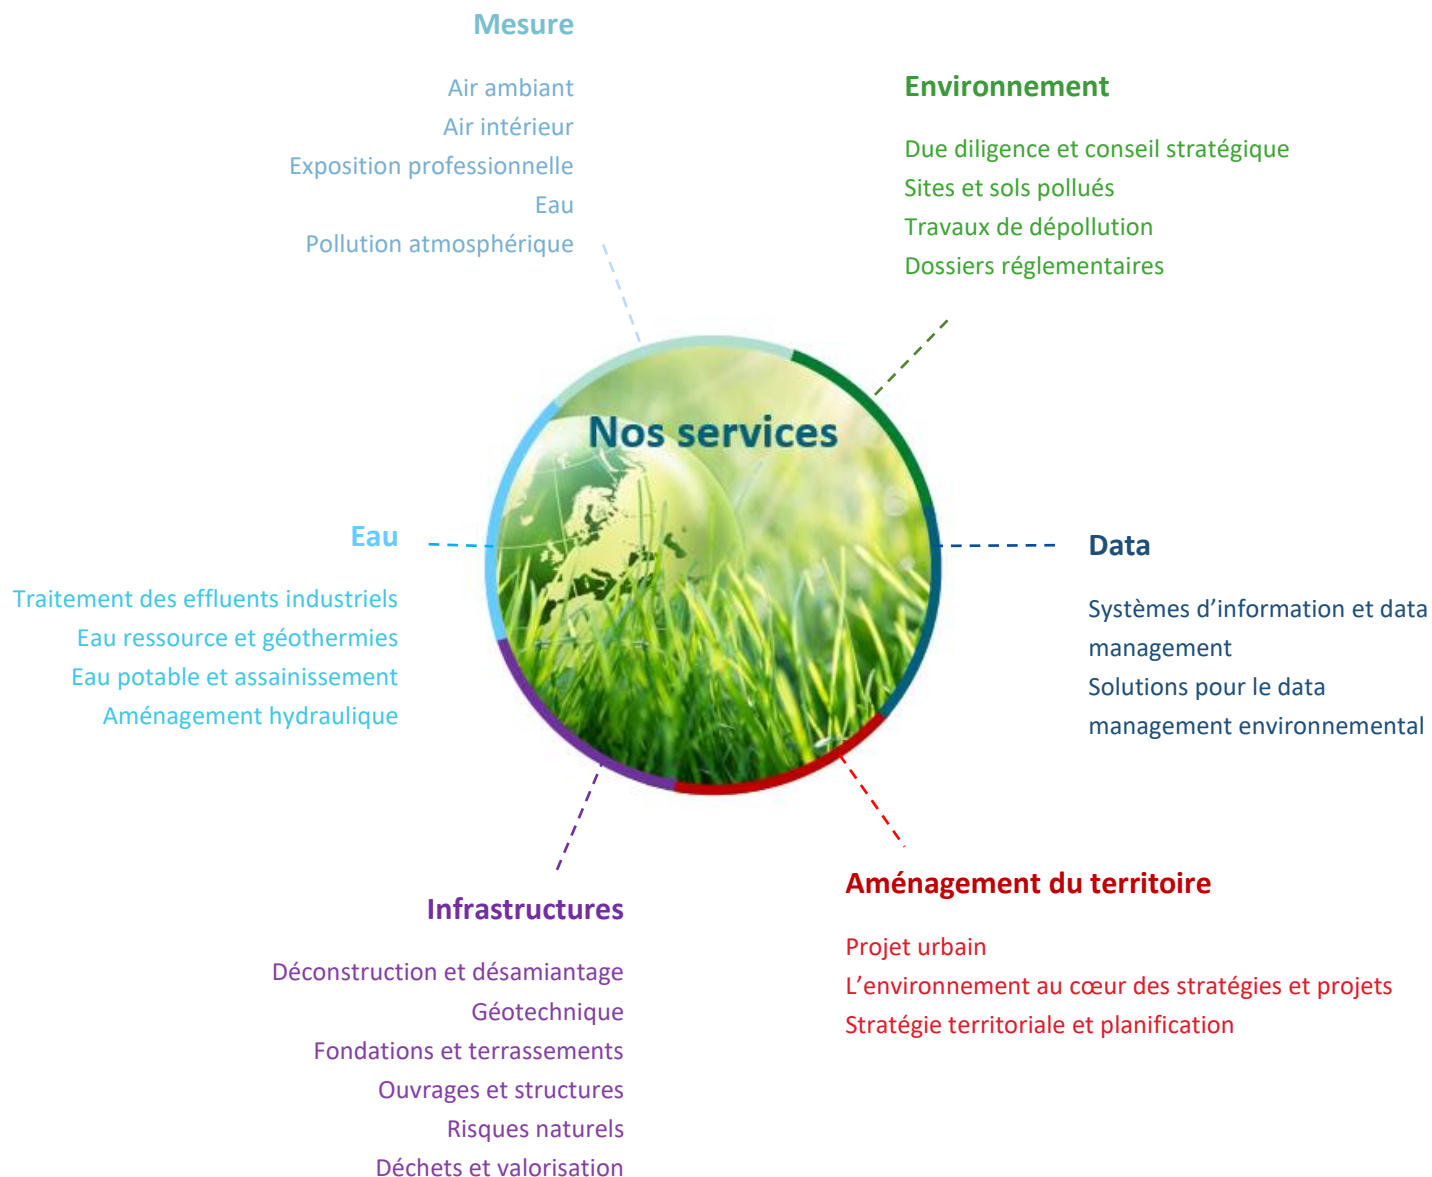 Mesure
Air ambiant
Air intérieur
Exposition professionnelle
Eau
Pollution atmosphérique
Environnement
Due diligence et conseil stratégique
Sites et sols pollués
Travaux de dépollution
Dossiers réglementaires
Nos services
Eau
Traitement des effluents industriels
Eau ressource et géothermies
Eau potable et assainissement
Aménagement hydraulique
Data
Systèmes d’information et data
management
Solutions pour le data
management environnemental
Infrastructures
Déconstruction et désamiantage
Géotechnique
Fondations et terrassements
Ouvrages et structures
Risques naturels
Déchets et valorisation
Aménagement du territoire
Projet urbain
L’environnement au cœur des stratégies et projets
Stratégie territoriale et planification